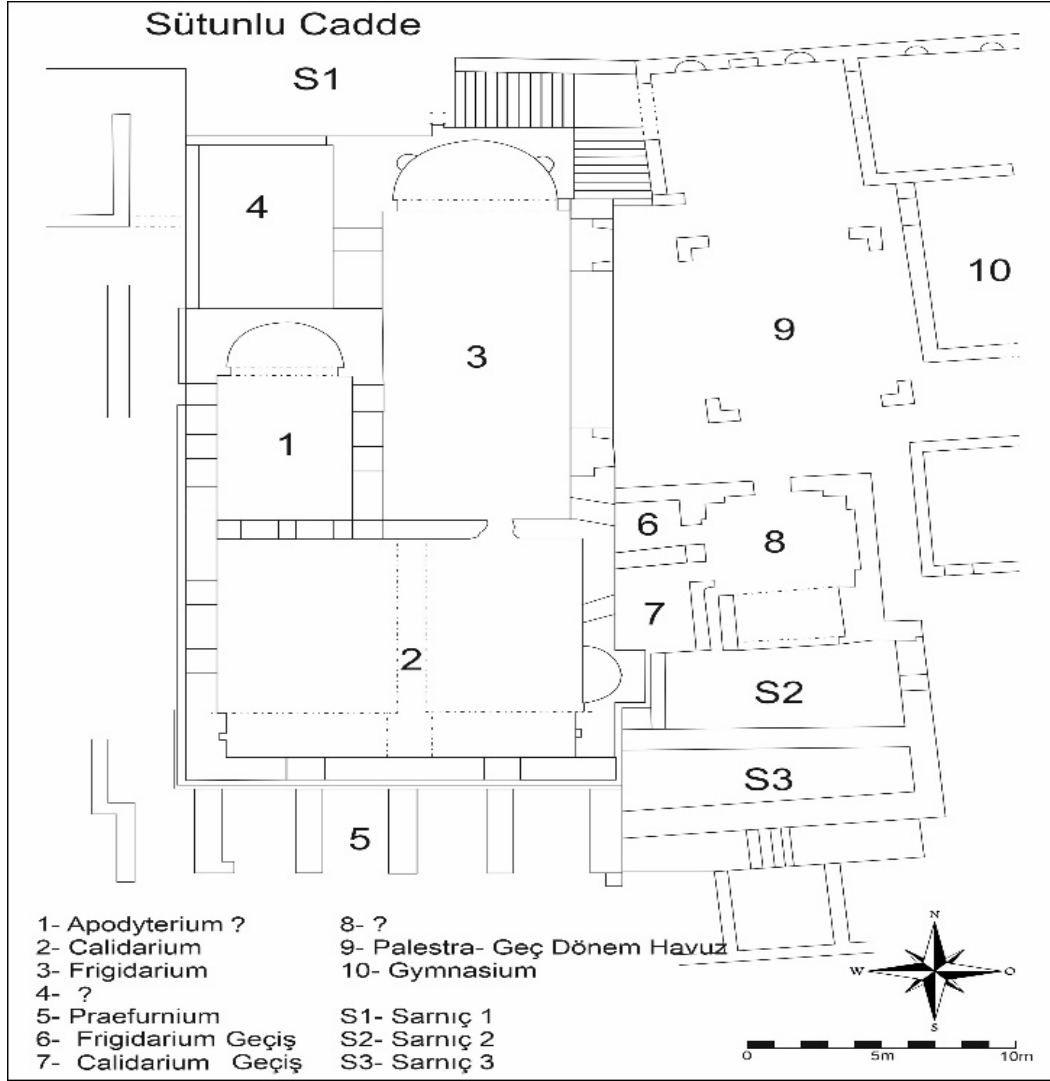 Sütunlu Cadde
S1
4
10
9
3
1
6
8
7
2
S2
S3
5
1- Apodyterium ?
2- Calidarium
3- Frigidarium
4- ?
5- Praefurnium
6- Frigidarium Geçiş
7- Calidarium Geçiş
8- ?
9- Palestra- Geç Dönem Havuz
10- Gymnasium
S1- Sarnıç 1
S2- Sarnıç 2
S3- Sarnıç 3
N
W O
S
0 5m 10m